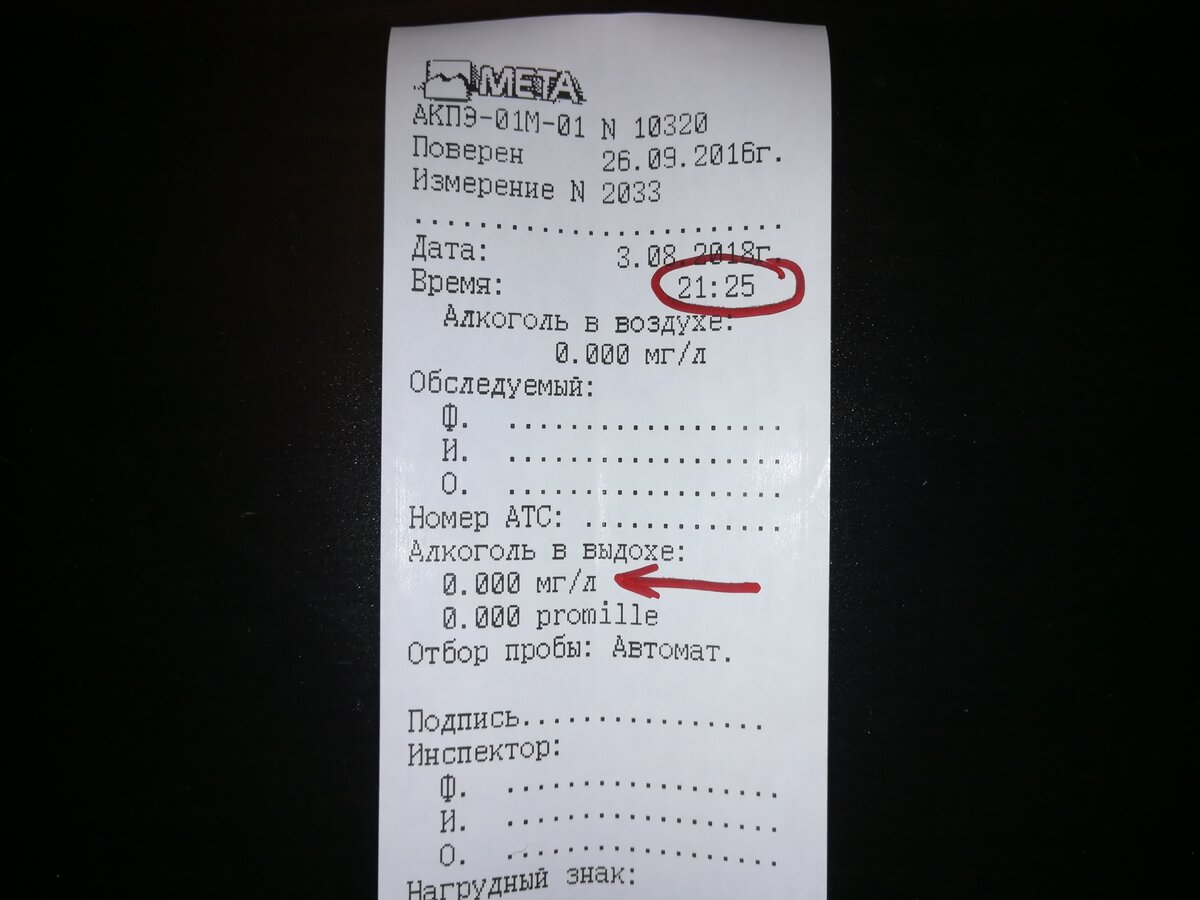 META
АКПЭ-01М-01 N 10320
Поверен 26.09.2016г.
Измерение N 2033
........................
Дата: 3.08.2018г.
Время: 21:25
Алкоголь в воздухе:
0.000 мг/л
Обследуемый:
Ф. ..................
И. ..................
О. ..................
Номер АТС: .............
Алкоголь в выдохе:
0.000 мг/л
0.000 promille
Отбор пробы: Автомат.
Подпись................
Инспектор:
Ф. ..................
И. ..................
О. ..................
Нагрудный знак: